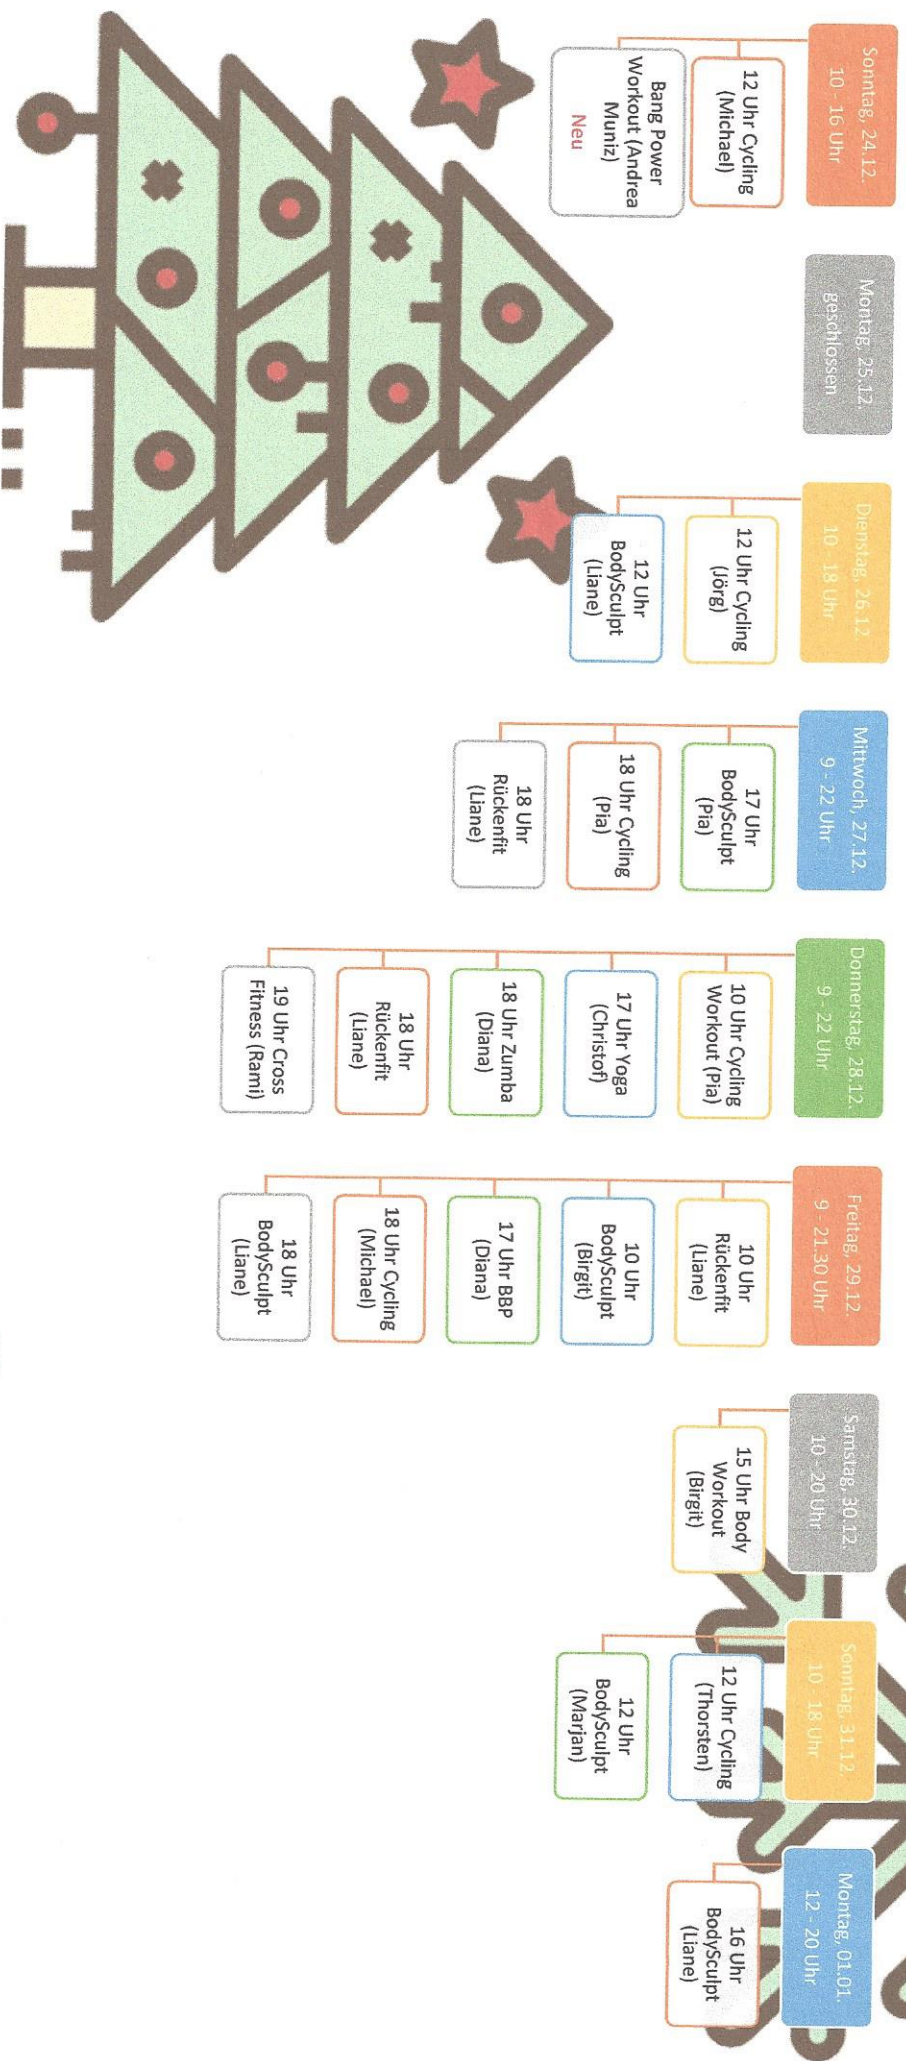 Sonntag, 24.12.
10 - 16 Uhr
12 Uhr Cycling
(Michael)
Bang Power
Workout (Andrea
Muniz)
Neu
Montag, 25.12.
geschlossen
Dienstag, 26.12.
10 - 18 Uhr
12 Uhr Cycling
(Jörg)
12 Uhr
BodySculpt
(Liane)
Mittwoch, 27.12.
9 - 22 Uhr
17 Uhr
BodySculpt
(Pia)
18 Uhr Cycling
(Pia)
18 Uhr
Rückenfit
(Liane)
Donnerstag, 28.12.
9 - 22 Uhr
10 Uhr Cycling
Workout (Pia)
17 Uhr Yoga
(Christof)
18 Uhr Zumba
(Diana)
18 Uhr
Rückenfit
(Liane)
19 Uhr Cross
Fitness (Rami)
Freitag, 29.12.
9 - 21.30 Uhr
10 Uhr
Rückenfit
(Liane)
10 Uhr
BodySculpt
(Birgit)
17 Uhr BBP
(Diana)
18 Uhr Cycling
(Michael)
18 Uhr
BodySculpt
(Liane)
Samstag, 30.12.
10 - 20 Uhr
15 Uhr Body
Workout
(Birgit)
Sonntag, 31.12.
10 - 18 Uhr
12 Uhr Cycling
(Thorsten)
12 Uhr
BodySculpt
(Marjan)
Montag, 01.01.
12 - 20 Uhr
16 Uhr
BodySculpt
(Liane)